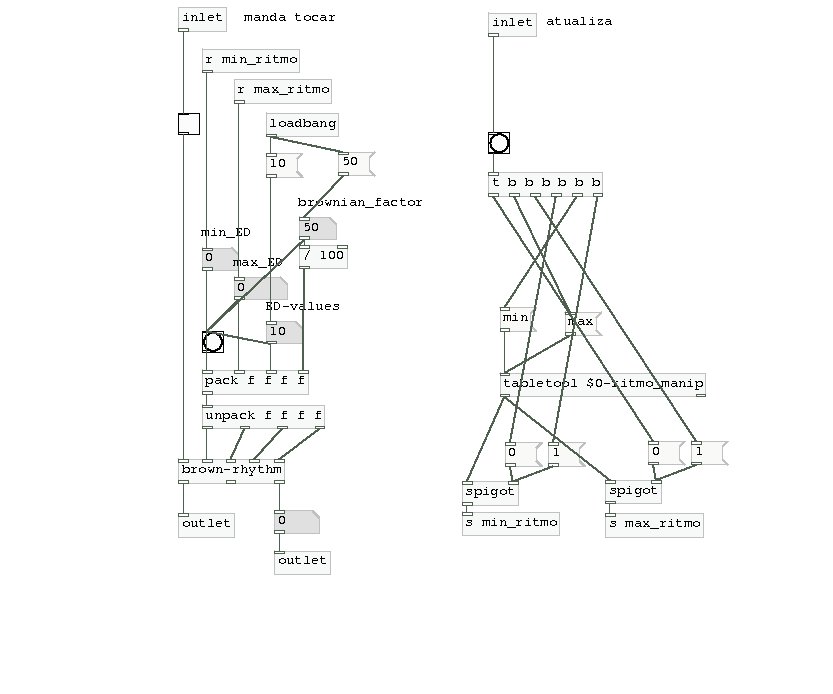 inlet
manda tocar
r min_ritmo
r max_ritmo
loadbang
10
50
brownian_factor
50
/ 100
min_ED
0
max_ED
0
ED-values
10
pack f f f f
unpack f f f f
brown-rhythm
outlet
0
outlet
inlet
atualiza
t b b b b b b
min
max
tabletool $0-ritmo_manip
0
1
0
1
spigot
spigot
s min_ritmo
s max_ritmo